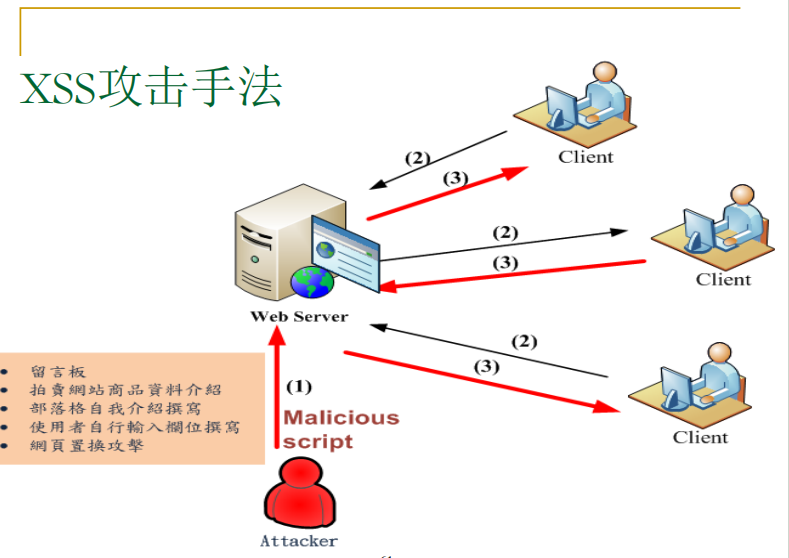 XSS攻击手法
(2)
(3)
Client
(2)
(3)
Client
Web Server
(2)
(3)
Client
留言板
拍賣網站商品資料介紹
部落格自我介紹撰寫
使用者自行輸入欄位撰寫
網頁置換攻擊
(1)
Malicious
script
Attacker